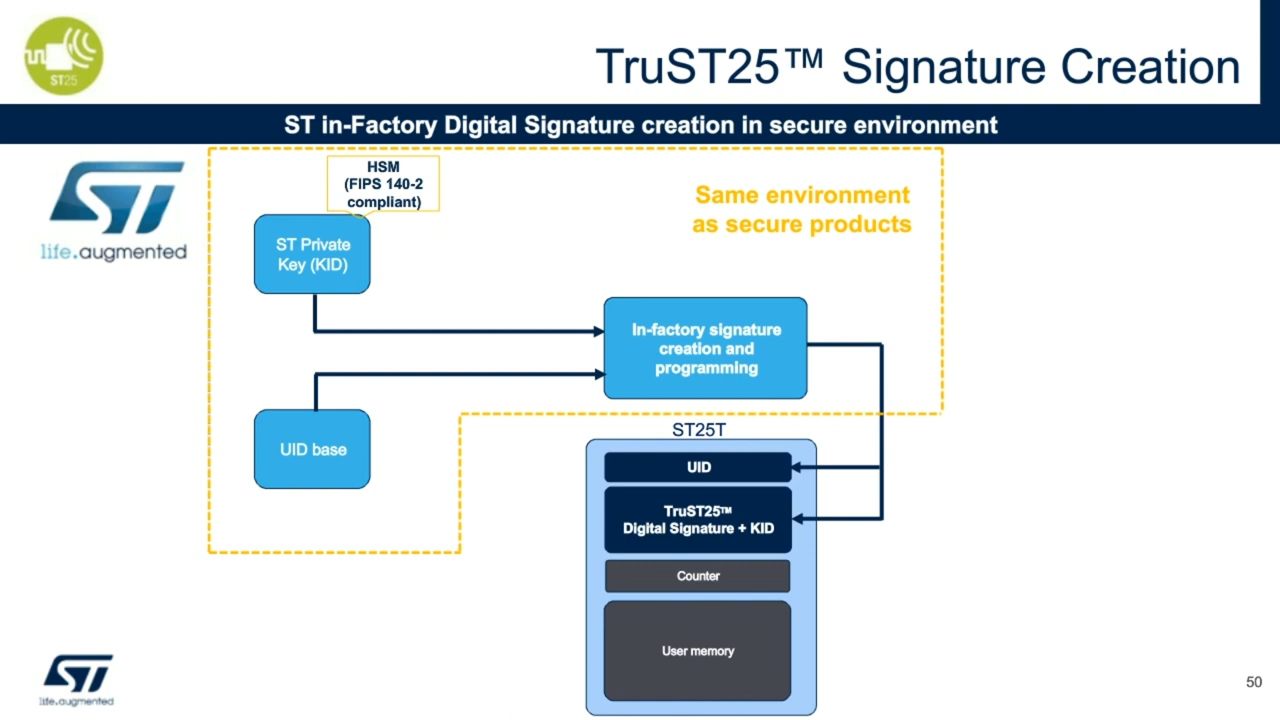 ST25
TruST25™ Signature Creation
ST in-Factory Digital Signature creation in secure environment
ST
life.augmented
HSM
(FIPS 140-2
compliant)
Same environment
as secure products
ST Private
Key (KID)
In-factory signature
creation and
programming
UID base
ST25T
UID
TruST25™
Digital Signature + KID
Counter
User memory
ST
life.augmented
50